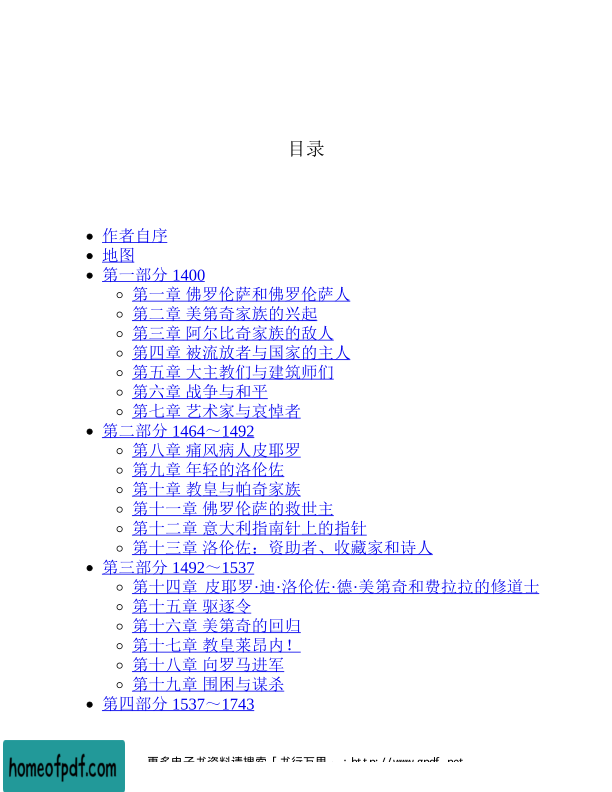 目录
作者自序
地图
第一部分 1400
第一章 佛罗伦萨和佛罗伦萨人
第二章 美第奇家族的兴起
第三章 阿尔比奇家族的敌人
第四章 被流放者与国家的主人
第五章 大主教们与建筑师们
第六章 战争与和平
第七章 艺术家与哀悼者
第二部分 1464～1492
第八章 痛风病人皮耶罗
第九章 年轻的洛伦佐
第十章 教皇与帕奇家族
第十一章 佛罗伦萨的救世主
第十二章 意大利指南针上的指针
第十三章 洛伦佐：资助者、收藏家和诗人
第三部分 1492～1537
第十四章 皮耶罗·迪·洛伦佐·德·美第奇和费拉拉的修道士
第十五章 驱逐令
第十六章 美第奇的回归
第十七章 教皇莱昂内！
第十八章 向罗马进军
第十九章 围困与谋杀
第四部分 1537～1743
更多电子书资料请搜索「书行万里
homeofpdf.com